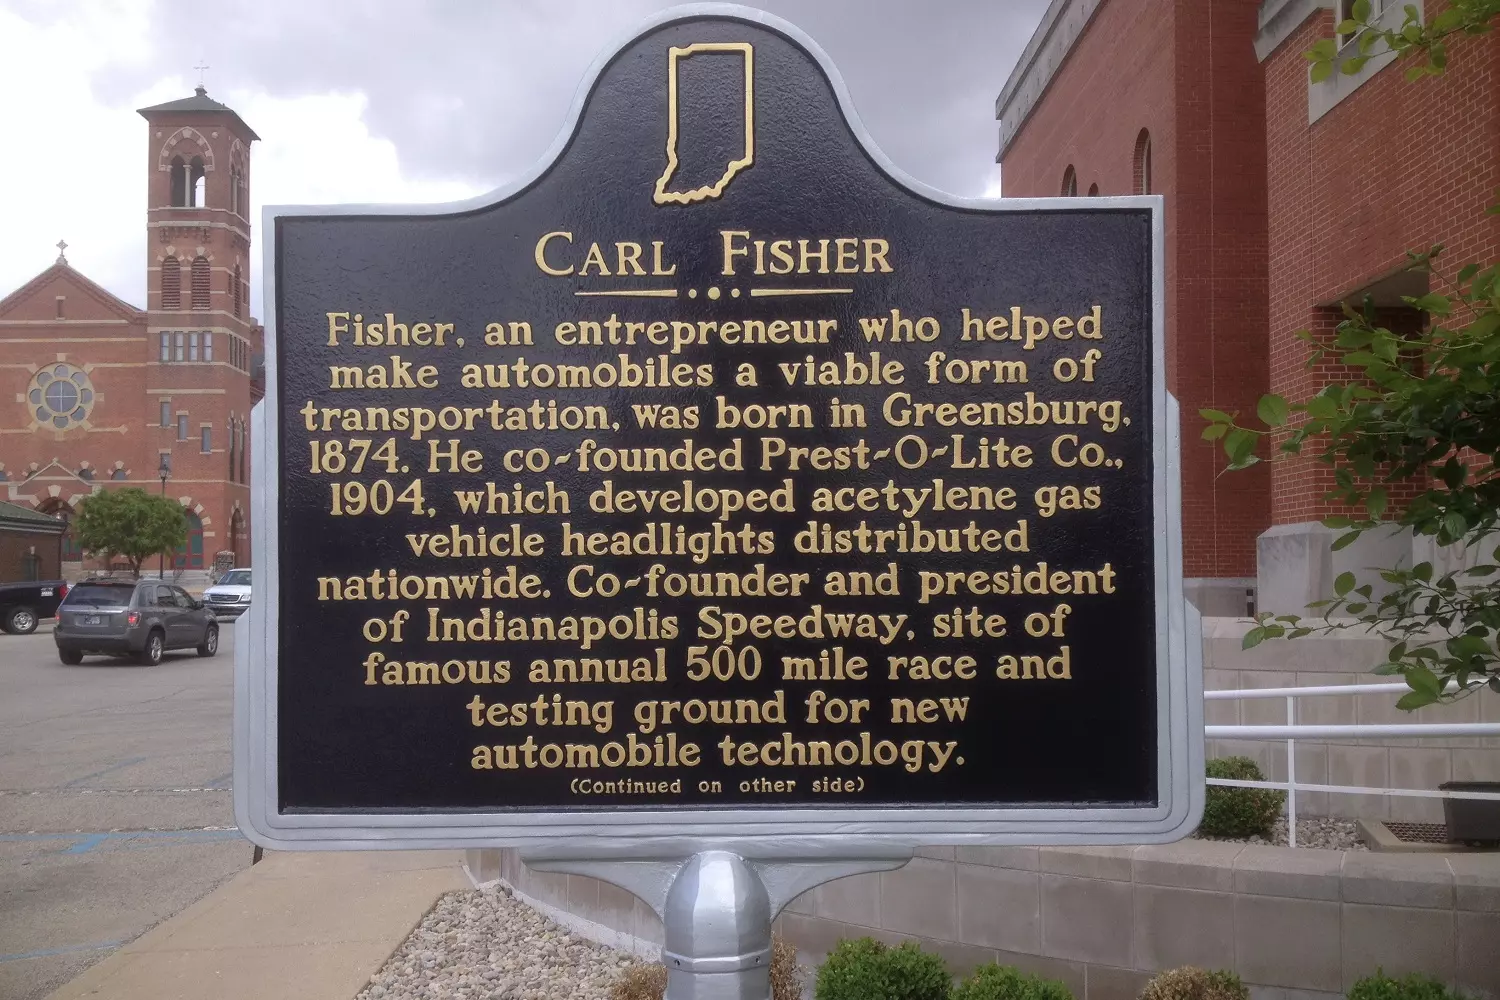 CARL FISHER
Fisher, an entrepreneur who helped
make automobiles a viable form of
transportation, was born in Greensburg,
1874. He co-founded Prest-O-Lite Co.,
1904, which developed acetylene gas
vehicle headlights distributed
nationwide. Co-founder and president
of Indianapolis Speedway, site of
famous annual 500 mile race and
testing ground for new
automobile technology.
(Continued on other side)